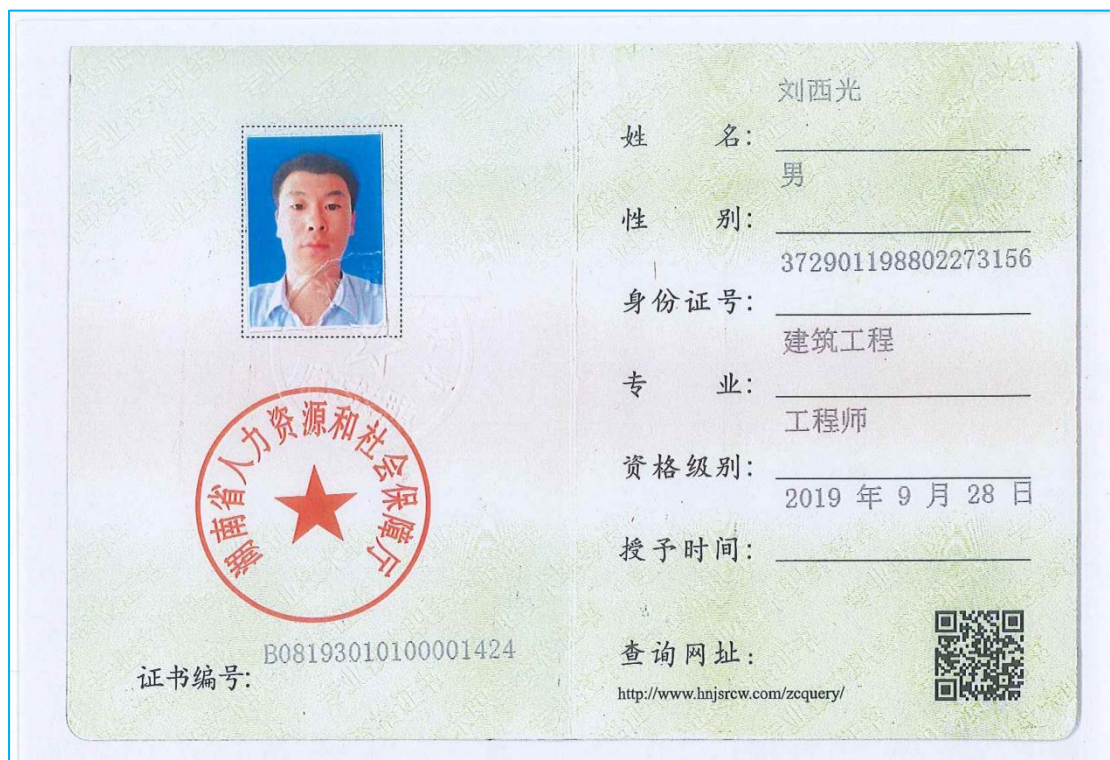 湖南省人力资源和社会保障厅
证书编号: B08193010100001424
刘西光
姓 名:
男
性 别:
372901198802273156
身份证号:
建筑工程
专 业:
工程师
资格级别:
2019 年 9 月 28 日
授予时间:
查询网址:
http://www.hnjsrcw.com/zcquery/